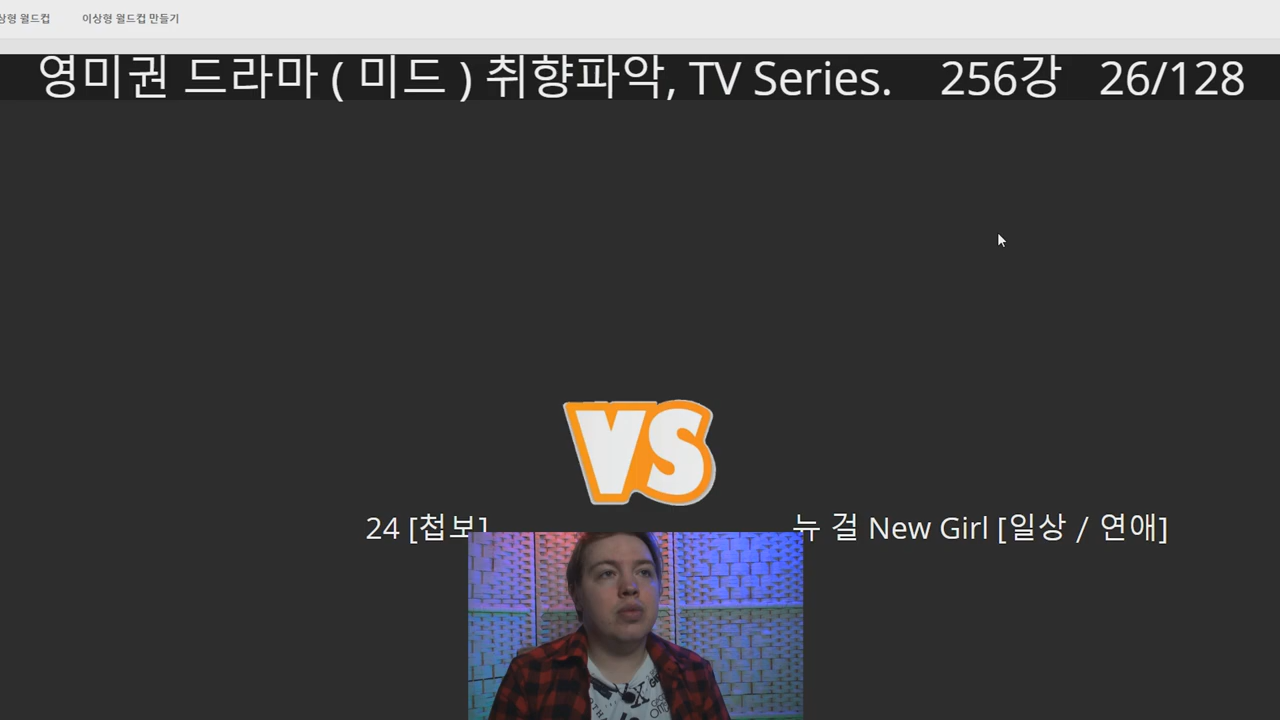 상형 월드컵 이상형 월드컵 만들기
영미권 드라마 ( 미드 ) 취향파악, TV Series. 256강 26/128
VS
24 [첩보] 뉴 걸 New Girl [일상 / 연애]